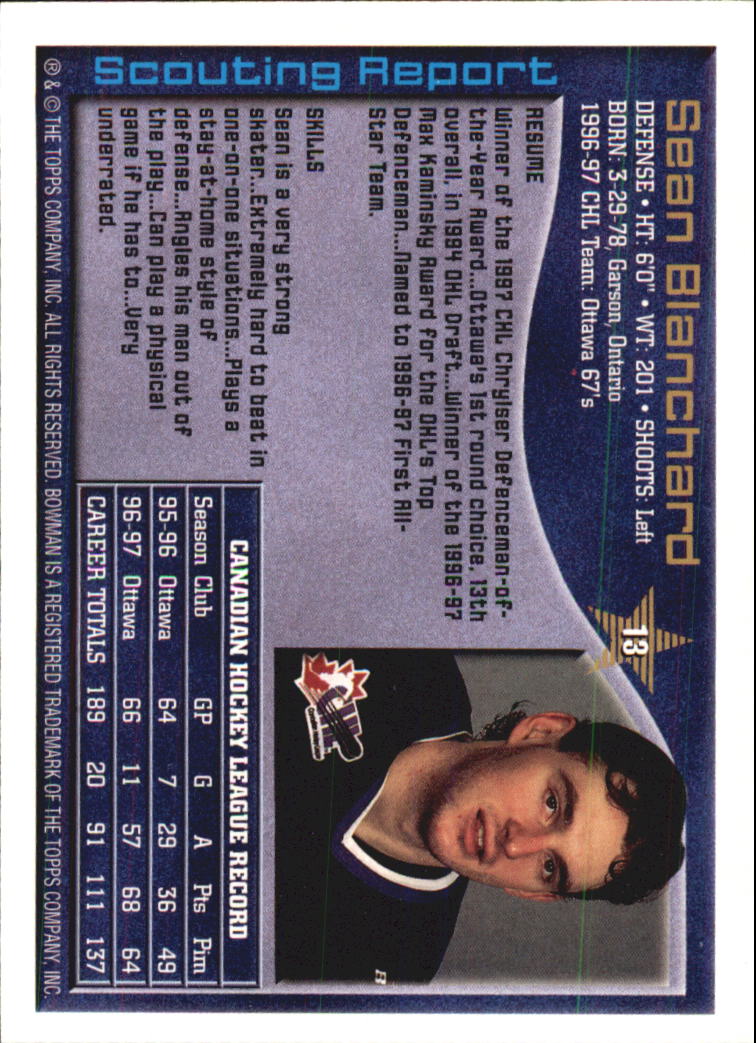 Sean Blanchard
DEFENSE • HT: 6'0" • WT: 201 • SHOOTS: Left
BORN: 3-29-78, Garson, Ontario
1996-97 CHL Team: Ottawa 67's
13
Scouting Report
RESUME
Winner of the 1997 CHL Chrylser Defenceman-of-
the-Year Award...Ottawa's 1st round choice, 13th
overall, in 1994 OHL Draft...Winner of the 1996-97
Max Kaminsky Award for the OHL's Top
Defenceman...Named to 1996-97 First All-
Star Team.
SKILLS
Sean is a very strong
skater...Extremely hard to beat in
one-on-one situations...Plays a
stay-at-home style of
defense...Angles his man out of
the play...Can play a physical
game if he has to...Very
underrated.
CANADIAN HOCKEY LEAGUE RECORD
Season Club GP G A Pts Pim
95-96 Ottawa 64 7 29 36 49
96-97 Ottawa 66 11 57 68 64
CAREER TOTALS 189 20 91 111 137
B
® & © THE TOPPS COMPANY, INC. ALL RIGHTS RESERVED. BOWMAN IS A REGISTERED TRADEMARK OF THE TOPPS COMPANY, INC.